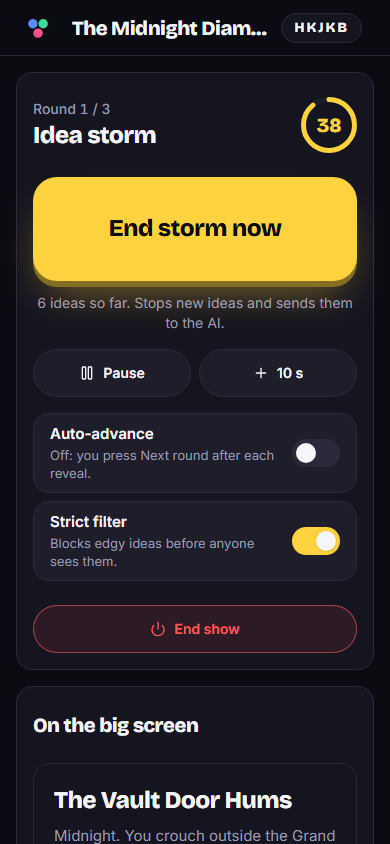 The Midnight Diam...
HKJKB
Round 1 / 3
Idea storm
38
End storm now
6 ideas so far. Stops new ideas and sends them
to the AI.
Pause
10 s
Auto-advance
Off: you press Next round after each
reveal.
Strict filter
Blocks edgy ideas before anyone
sees them.
End show
On the big screen
The Vault Door Hums
Midnight. You crouch outside the Grand